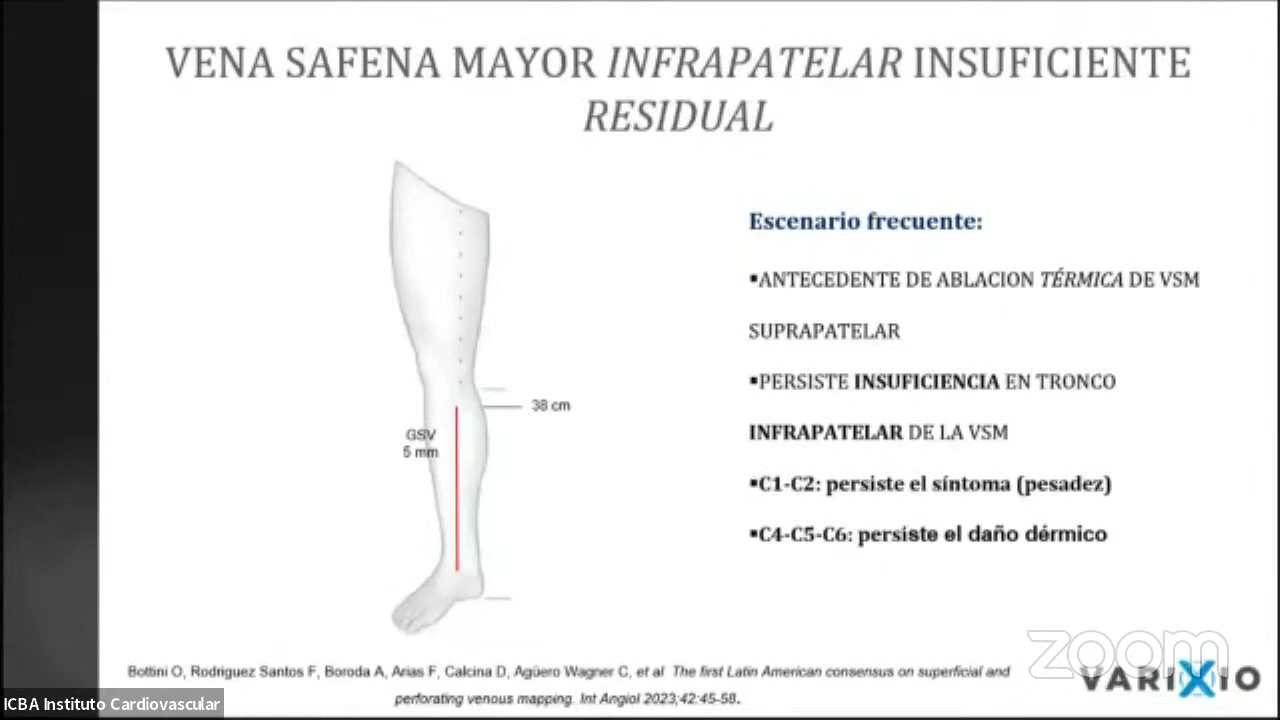 VENA SAFENA MAYOR INFRAPATELAR INSUFICIENTE
RESIDUAL
Escenario frecuente:
▪ANTECEDENTE DE ABLACION TÉRMICA DE VSM
SUPRAPATELAR
▪PERSISTE INSUFICIENCIA EN TRONCO
INFRAPATELAR DE LA VSM
▪C1-C2: persiste el síntoma (pesadez)
▪C4-C5-C6: persiste el daño dérmico
38 cm
GSV
5 mm
Bottini O, Rodriguez Santos F, Boroda A, Arias F, Calcina D, Agüero Wagner C, et al The first Latin American consensus on superficial and
perforating venous mapping. Int Angiol 2023;42:45-58.
zoom
VARIXIO
ICBA Instituto Cardiovascular